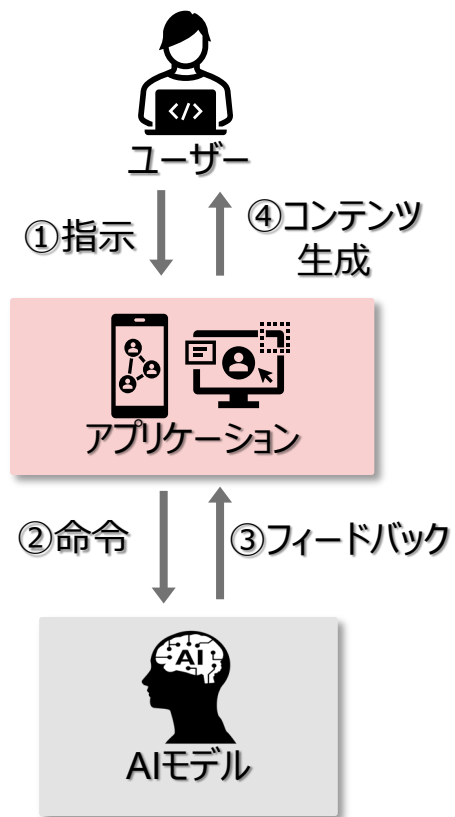 </>
ユーザー
①指示
④コンテンツ
生成
アプリケーション
②命令
③フィードバック
AI
AIモデル